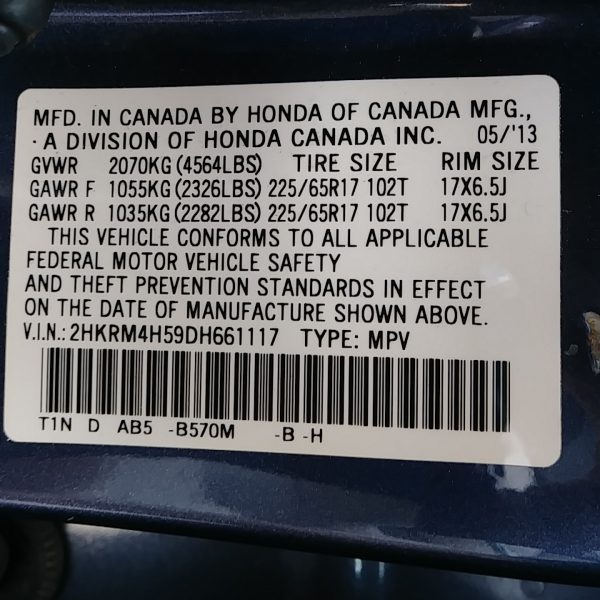 MFD. IN CANADA BY HONDA OF CANADA MFG.,
·A DIVISION OF HONDA CANADA INC. 05/'13
GVWR 2070KG (4564LBS) TIRE SIZE RIM SIZE
GAWR F 1055KG (2326LBS) 225/65R17 102T 17X6.5J
GAWR R 1035KG (2282LBS) 225/65R17 102T 17X6.5J
THIS VEHICLE CONFORMS TO ALL APPLICABLE
FEDERAL MOTOR VEHICLE SAFETY
AND THEFT PREVENTION STANDARDS IN EFFECT
ON THE DATE OF MANUFACTURE SHOWN ABOVE.
V.I.N.: 2HKRM4H59DH661117 TYPE: MPV
T1N D AB5 -B570M -B -H